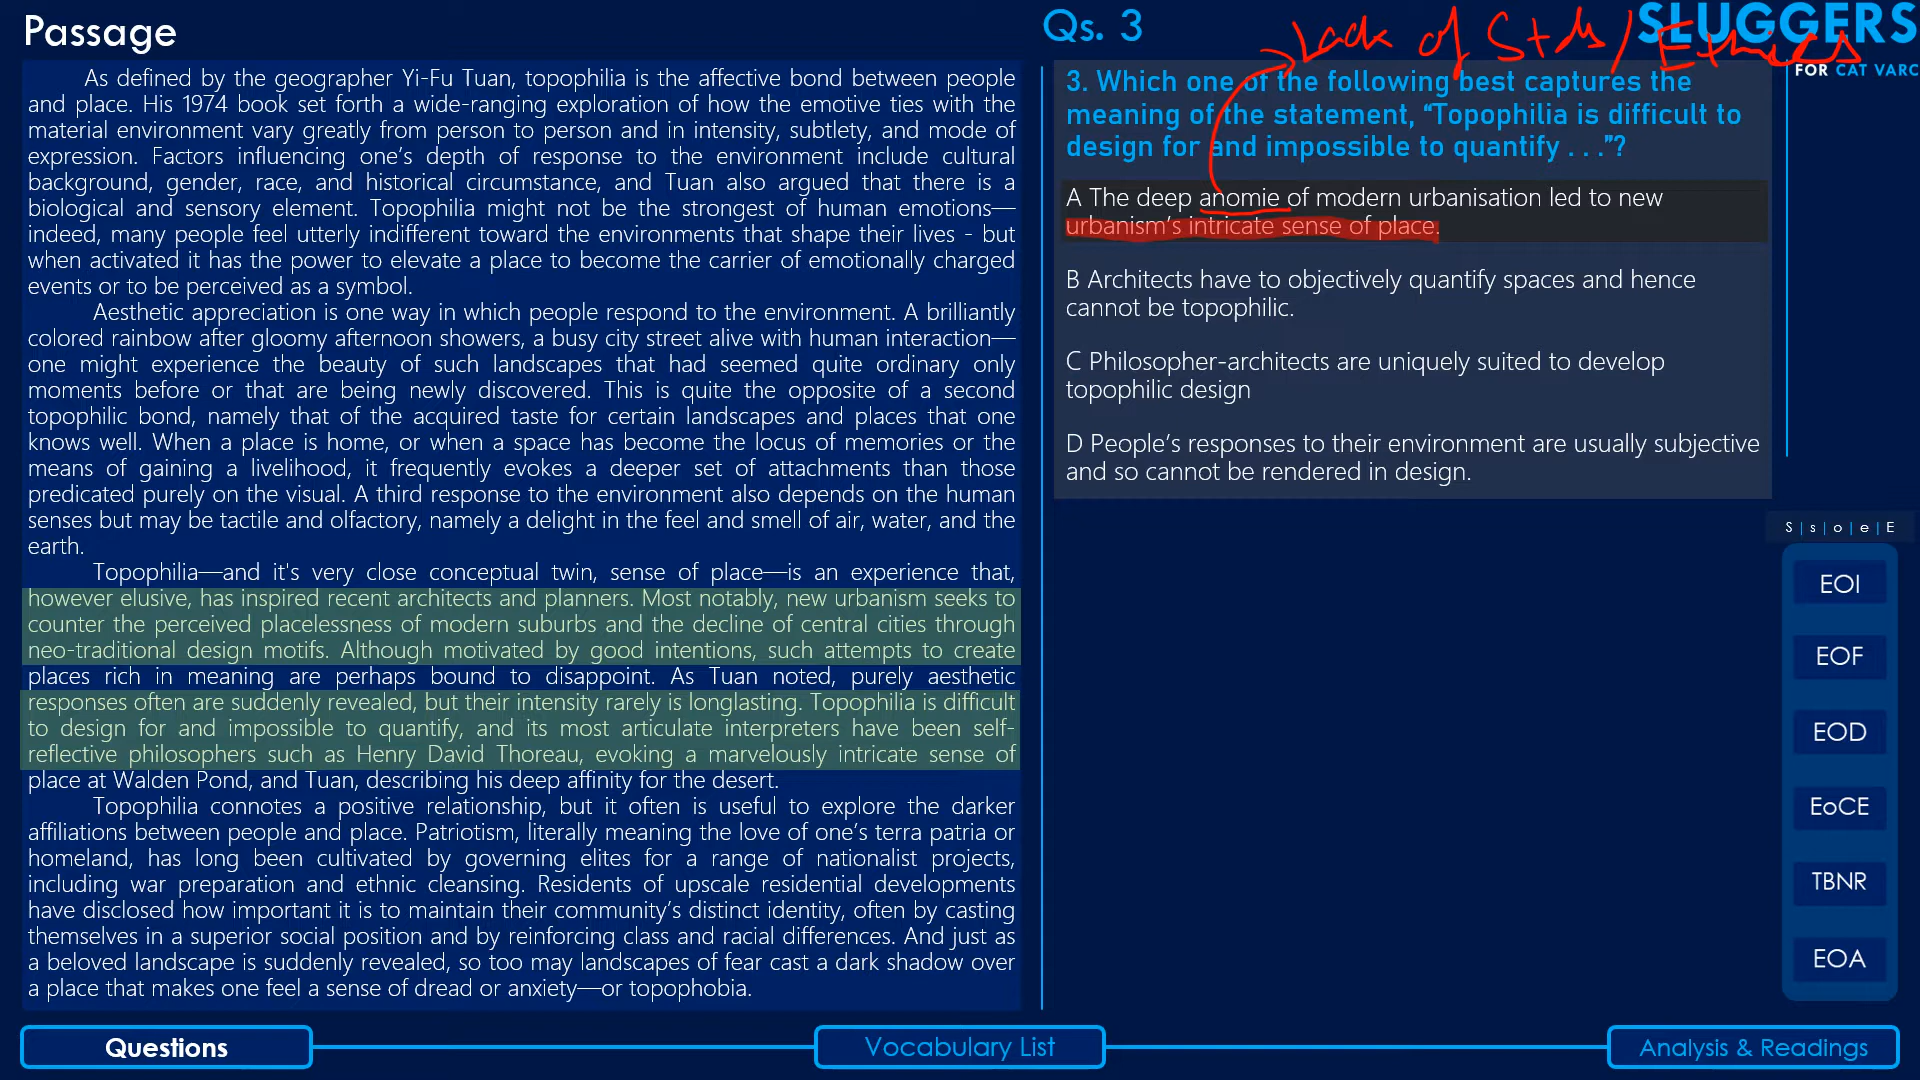 Passage
As defined by the geographer Yi-Fu Tuan, topophilia is the affective bond between people
and place. His 1974 book set forth a wide-ranging exploration of how the emotive ties with the
material environment vary greatly from person to person and in intensity, subtlety, and mode of
expression. Factors influencing one's depth of response to the environment include cultural
background, gender, race, and historical circumstance, and Tuan also argued that there is a
biological and sensory element. Topophilia might not be the strongest of human emotions—
indeed, many people feel utterly indifferent toward the environments that shape their lives - but
when activated it has the power to elevate a place to become the carrier of emotionally charged
events or to be perceived as a symbol.
Aesthetic appreciation is one way in which people respond to the environment. A brilliantly
colored rainbow after gloomy afternoon showers, a busy city street alive with human interaction—
one might experience the beauty of such landscapes that had seemed quite ordinary only
moments before or that are being newly discovered. This is quite the opposite of a second
topophilic bond, namely that of the acquired taste for certain landscapes and places that one
knows well. When a place is home, or when a space has become the locus of memories or the
means of gaining a livelihood, it frequently evokes a deeper set of attachments than those
predicated purely on the visual. A third response to the environment also depends on the human
senses but may be tactile and olfactory, namely a delight in the feel and smell of air, water, and the
earth.
Topophilia—and it's very close conceptual twin, sense of place—is an experience that,
however elusive, has inspired recent architects and planners. Most notably, new urbanism seeks to
counter the perceived placelessness of modern suburbs and the decline of central cities through
neo-traditional design motifs. Although motivated by good intentions, such attempts to create
places rich in meaning are perhaps bound to disappoint. As Tuan noted, purely aesthetic
responses often are suddenly revealed, but their intensity rarely is longlasting. Topophilia is difficult
to design for and impossible to quantify, and its most articulate interpreters have been self-
reflective philosophers such as Henry David Thoreau, evoking a marvelously intricate sense of
place at Walden Pond, and Tuan, describing his deep affinity for the desert.
Topophilia connotes a positive relationship, but it often is useful to explore the darker
affiliations between people and place. Patriotism, literally meaning the love of one's terra patria or
homeland, has long been cultivated by governing elites for a range of nationalist projects,
including war preparation and ethnic cleansing. Residents of upscale residential developments
have disclosed how important it is to maintain their community's distinct identity, often by casting
themselves in a superior social position and by reinforcing class and racial differences. And just as
a beloved landscape is suddenly revealed, so too may landscapes of fear cast a dark shadow over
a place that makes one feel a sense of dread or anxiety—or topophobia.
Qs. 3
Lack of Stds/Ethics
SLUGGERS
FOR CAT VARC
3. Which one of the following best captures the
meaning of the statement, “Topophilia is difficult to
design for and impossible to quantify . . .”?
A The deep anomie of modern urbanisation led to new
urbanism's intricate sense of place.
B Architects have to objectively quantify spaces and hence
cannot be topophilic.
C Philosopher-architects are uniquely suited to develop
topophilic design
D People's responses to their environment are usually subjective
and so cannot be rendered in design.
S | s | o | e | E
EOI
EOF
EOD
EoCE
TBNR
EOA
Questions
Vocabulary List
Analysis & Readings